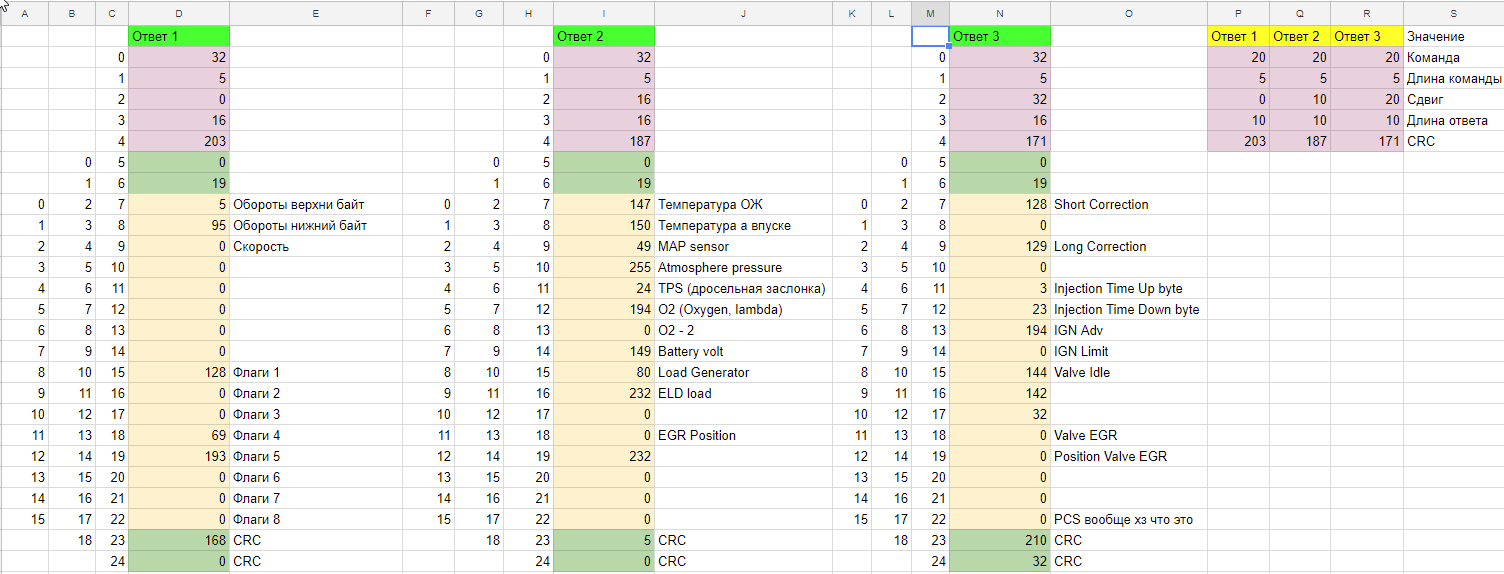 A B C D E F G H I J K L M N O P Q R S
Ответ 1 Ответ 2 Ответ 3 Ответ 1 Ответ 2 Ответ 3 Значение
0 32 0 32 0 32 20 20 20 Команда
1 5 1 5 1 5 5 5 5 Длина команды
2 0 2 16 2 32 0 10 20 Сдвиг
3 16 3 16 3 16 10 10 10 Длина ответа
4 203 4 187 4 171 203 187 171 CRC
0 5 0 0 5 0 0 5 0
1 6 19 1 6 19 1 6 19
0 2 7 5 Обороты верхни байт 0 2 7 147 Температура ОЖ 0 2 7 128 Short Correction
1 3 8 95 Обороты нижний байт 1 3 8 150 Температура а впуске 1 3 8 0
2 4 9 0 Скорость 2 4 9 49 MAP sensor 2 4 9 129 Long Correction
3 5 10 0 3 5 10 255 Atmosphere pressure 3 5 10 0
4 6 11 0 4 6 11 24 TPS (дросельная заслонка) 4 6 11 3 Injection Time Up byte
5 7 12 0 5 7 12 194 O2 (Oxygen, lambda) 5 7 12 23 Injection Time Down byte
6 8 13 0 6 8 13 0 O2 - 2 6 8 13 194 IGN Adv
7 9 14 0 7 9 14 149 Battery volt 7 9 14 0 IGN Limit
8 10 15 128 Флаги 1 8 10 15 80 Load Generator 8 10 15 144 Valve Idle
9 11 16 0 Флаги 2 9 11 16 232 ELD load 9 11 16 142
10 12 17 0 Флаги 3 10 12 17 0 10 12 17 32
11 13 18 69 Флаги 4 11 13 18 0 EGR Position 11 13 18 0 Valve EGR
12 14 19 193 Флаги 5 12 14 19 232 12 14 19 0 Position Valve EGR
13 15 20 0 Флаги 6 13 15 20 0 13 15 20 0
14 16 21 0 Флаги 7 14 16 21 0 14 16 21 0
15 17 22 0 Флаги 8 15 17 22 0 15 17 22 0 PCS вообще хз что это
18 23 168 CRC 18 23 5 CRC 18 23 210 CRC
24 0 CRC 24 0 CRC 24 32 CRC